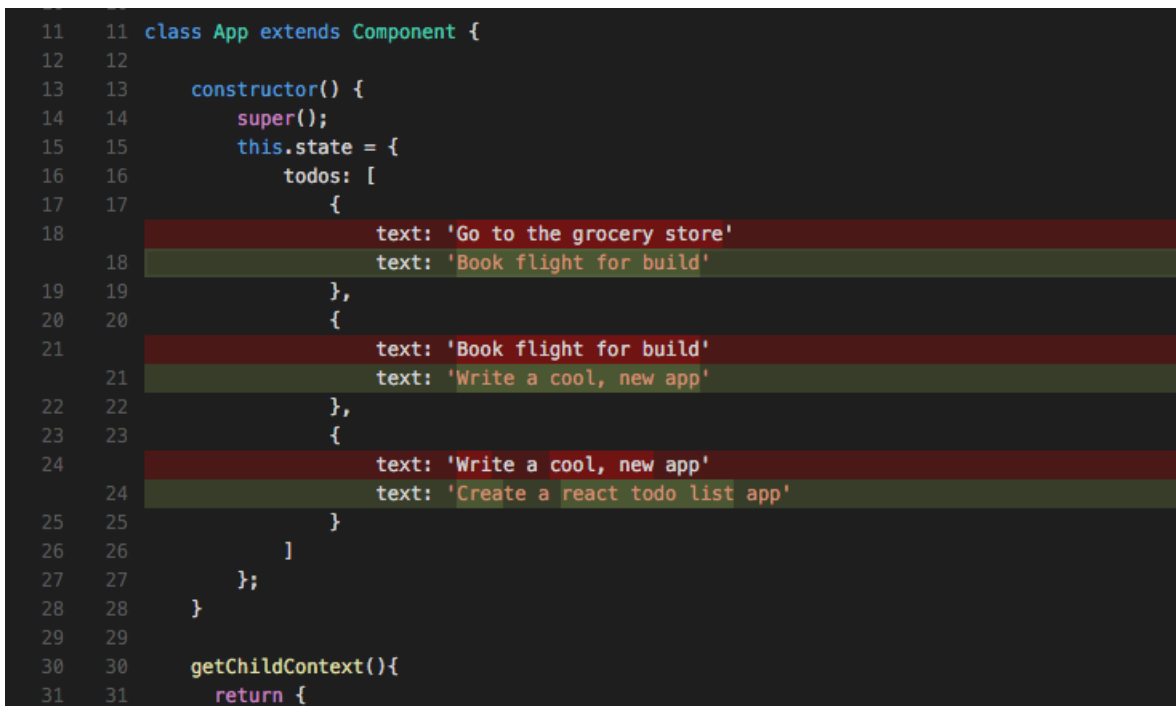 11 11 class App extends Component {
12 12
13 13 constructor() {
14 14 super();
15 15 this.state = {
16 16 todos: [
17 17 {
18 text: 'Go to the grocery store'
18 text: 'Book flight for build'
19 19 },
20 20 {
21 text: 'Book flight for build'
21 text: 'Write a cool, new app'
22 22 },
23 23 {
24 text: 'Write a cool, new app'
24 text: 'Create a react todo list app'
25 25 }
26 26 ]
27 27 };
28 28 }
29 29
30 30 getChildContext(){
31 31 return {